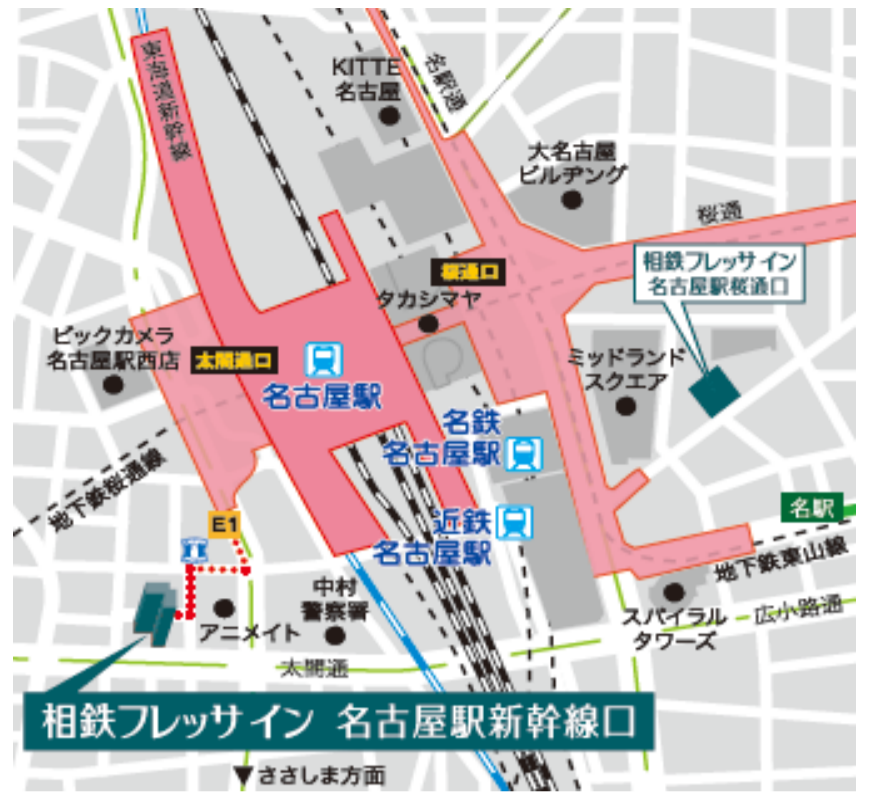 東海道新幹線
KITTE
名古屋
名駅通
大名古屋
ビルヂング
桜通
桜通口
相鉄フレッサイン
名古屋駅桜通口
タカシマヤ
ビックカメラ
名古屋駅西店
太閤通口
名古屋駅
ミッドランド
スクエア
名鉄
名古屋駅
地下鉄桜通線
名駅
E1
近鉄
名古屋駅
地下鉄東山線
中村
警察署
アニメイト
スパイラル
タワーズ
広小路通
太閤通
相鉄フレッサイン 名古屋駅新幹線口
▼ささしま方面